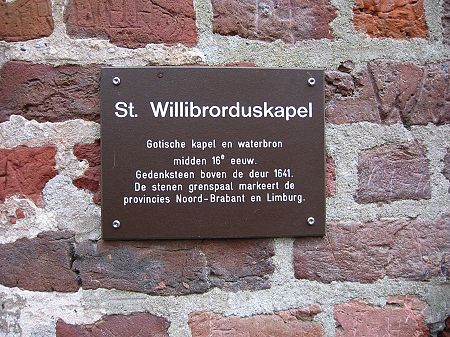 St. Willibrorduskapel
Gotische kapel en waterbron
midden 16e eeuw.
Gedenksteen boven de deur 1641.
De stenen grenspaal markeert de
provincies Noord-Brabant en Limburg.